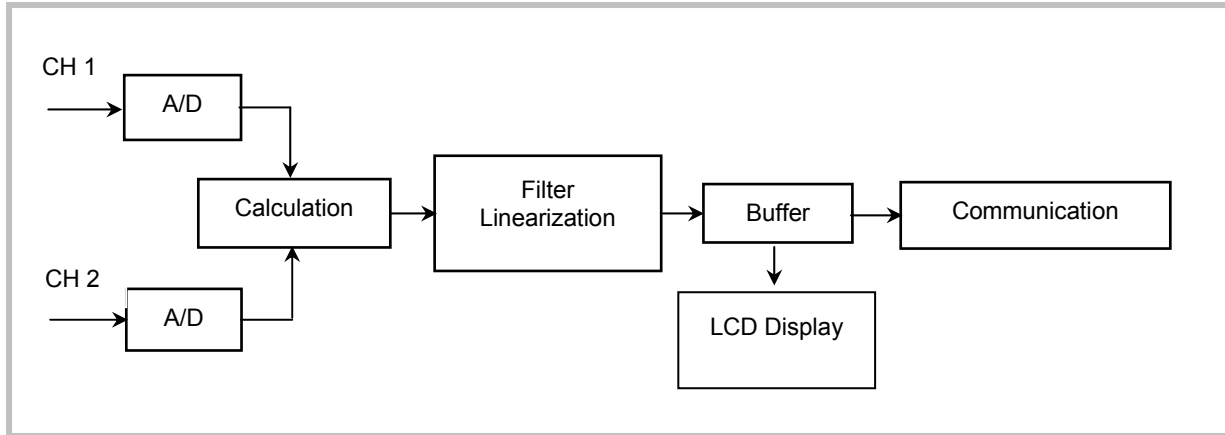 CH 1
A/D
Calculation
Filter
Linearization
Buffer
Communication
CH 2
A/D
LCD Display